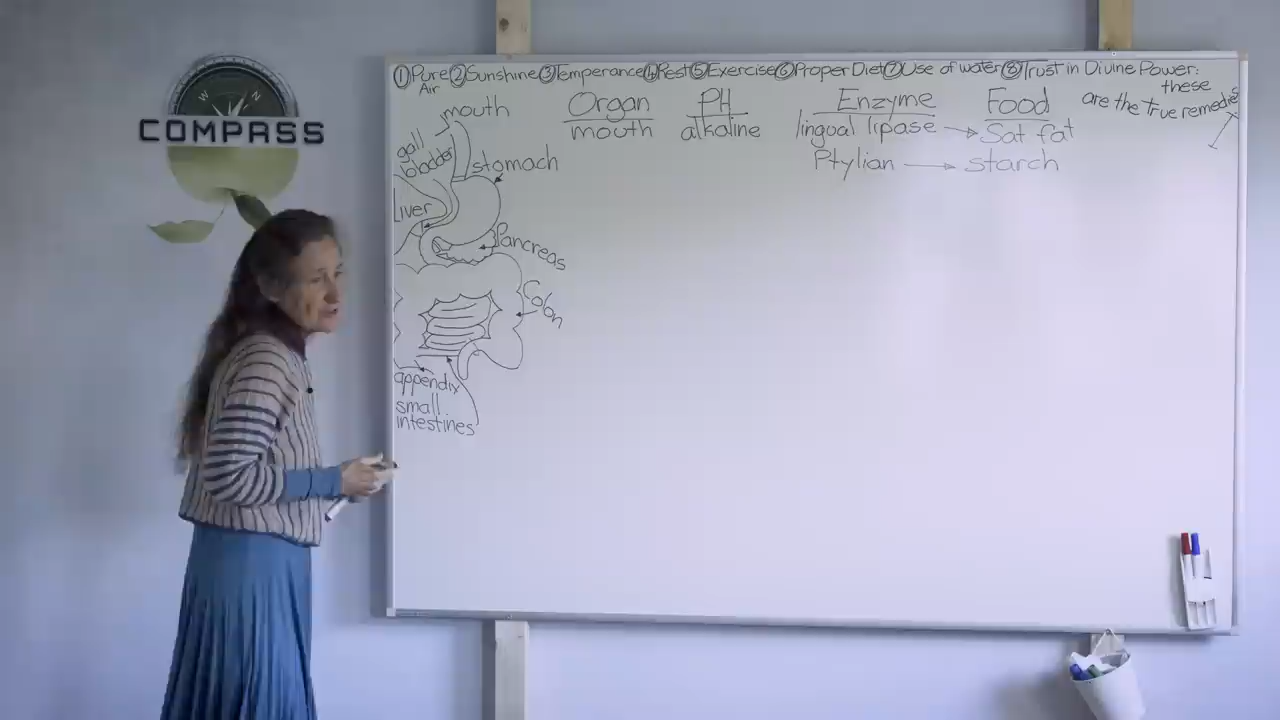 W N
COMPASS
①Pure ②Sunshine ③Temperance ④Rest ⑤Exercise ⑥Proper Diet ⑦Use of water ⑧Trust in Divine Power:
Air
these
are the true remedies
mouth
Organ PH Enzyme Food
mouth alkaline lingual lipase → Sat fat
Ptylian → starch
gall
bladder
stomach
Liver
Pancreas
Colon
appendix
small
intestines